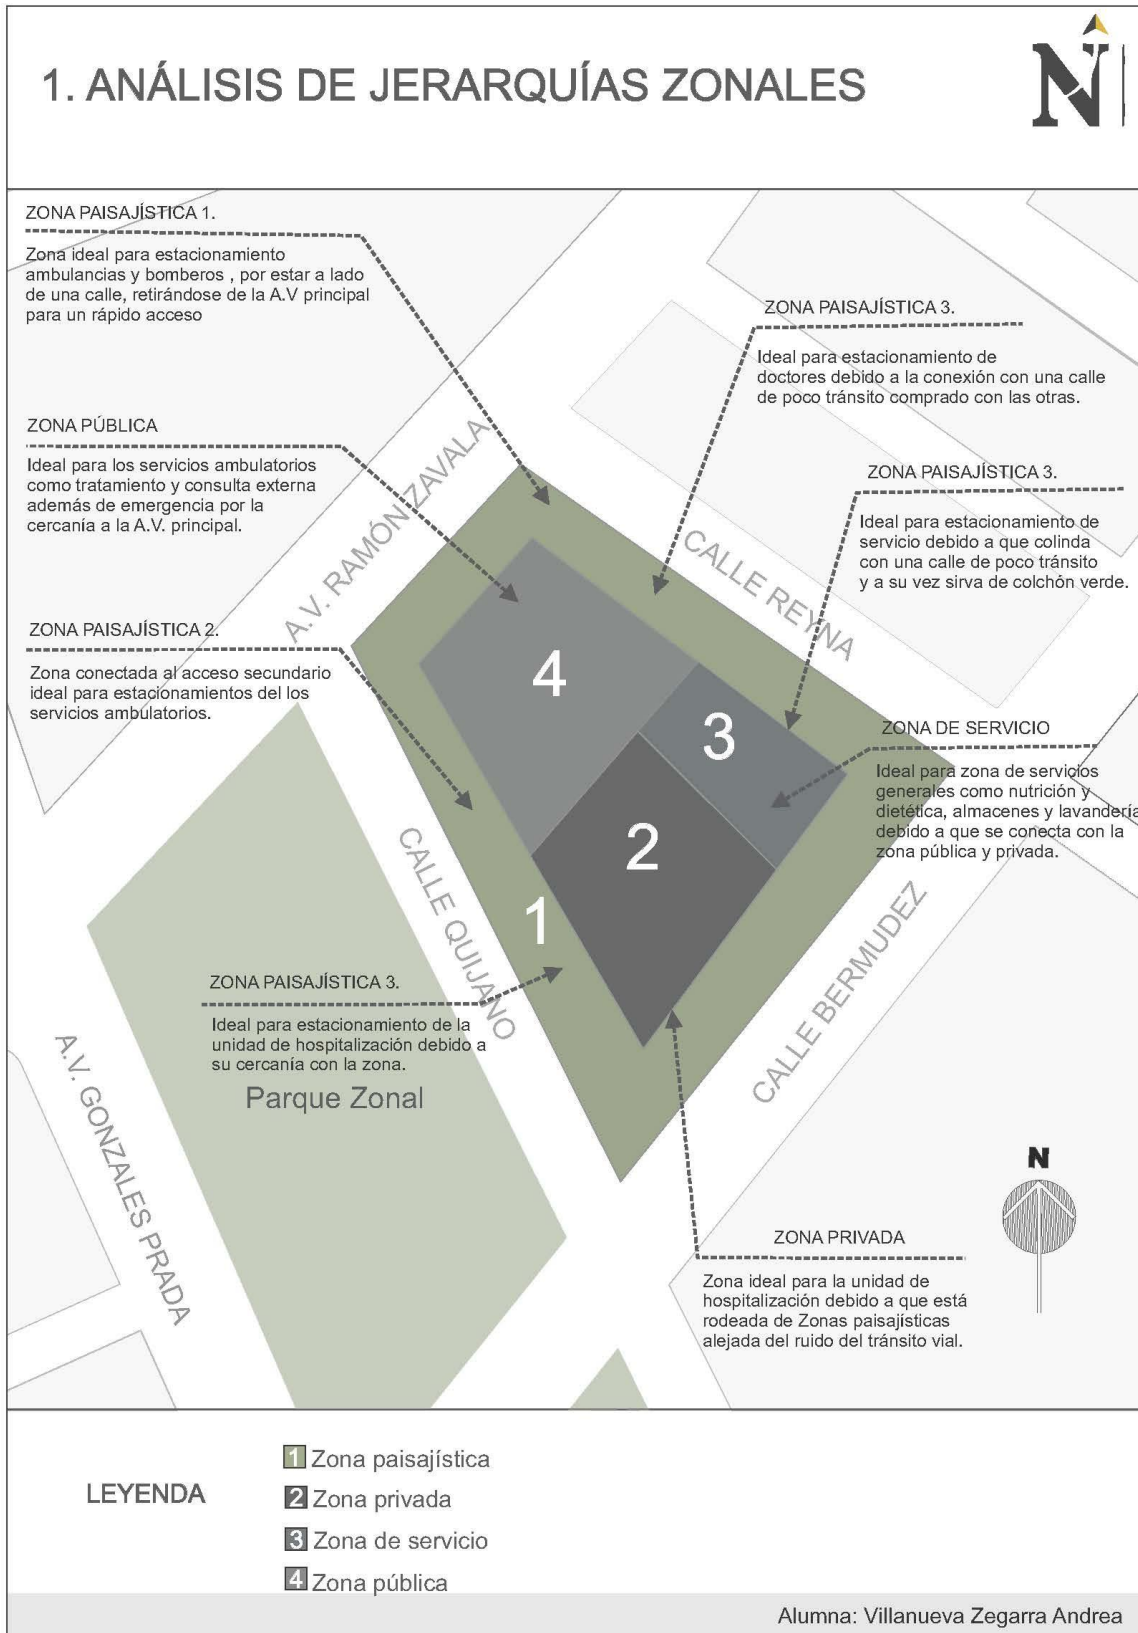 1. ANÁLISIS DE JERARQUÍAS ZONALES
N
ZONA PAISAJÍSTICA 1.
Zona ideal para estacionamiento
ambulancias y bomberos , por estar a lado
de una calle, retirándose de la A.V principal
para un rápido acceso
ZONA PAISAJÍSTICA 3.
Ideal para estacionamiento de
doctores debido a la conexión con una calle
de poco tránsito comprado con las otras.
ZONA PÚBLICA
Ideal para los servicios ambulatorios
como tratamiento y consulta externa
además de emergencia por la
cercanía a la A.V. principal.
ZONA PAISAJÍSTICA 3.
Ideal para estacionamiento de
servicio debido a que colinda
con una calle de poco tránsito
y a su vez sirva de colchón verde.
A.V. RAMÓN ZAVALA
CALLE REYNA
ZONA PAISAJÍSTICA 2.
Zona conectada al acceso secundario
ideal para estacionamientos del los
servicios ambulatorios.
4
3
2
1
ZONA DE SERVICIO
Ideal para zona de servicios
generales como nutrición y
dietética, almacenes y lavandería
debido a que se conecta con la
zona pública y privada.
CALLE QUIJANO
CALLE BERMUDEZ
ZONA PAISAJÍSTICA 3.
Ideal para estacionamiento de la
unidad de hospitalización debido a
su cercanía con la zona.
Parque Zonal
A.V. GONZALES PRADA
N
ZONA PRIVADA
Zona ideal para la unidad de
hospitalización debido a que está
rodeada de Zonas paisajísticas
alejada del ruido del tránsito vial.
LEYENDA
1 Zona paisajística
2 Zona privada
3 Zona de servicio
4 Zona pública
Alumna: Villanueva Zegarra Andrea